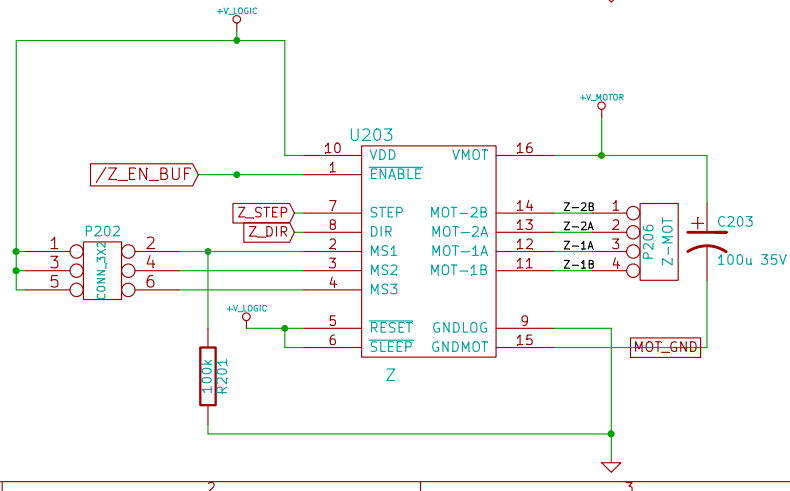 +V_LOGIC
+V_MOTOR
U203
10 VDD VMOT 16
/Z_EN_BUF 1 ENABLE
Z_STEP 7 STEP MOT-2B 14 Z-2B 1
Z_DIR 8 DIR MOT-2A 13 Z-2A 2
P202
1 2 2 MS1 MOT-1A 12 Z-1A 3
3 4 3 MS2 MOT-1B 11 Z-1B 4
5 6 4 MS3
CONN_3X2
P206
Z-MOT
+
C203
100u 35V
+V_LOGIC
5 RESET GNDLOG 9
6 SLEEP GNDMOT 15 MOT_GND
Z
100k
R201
2 3